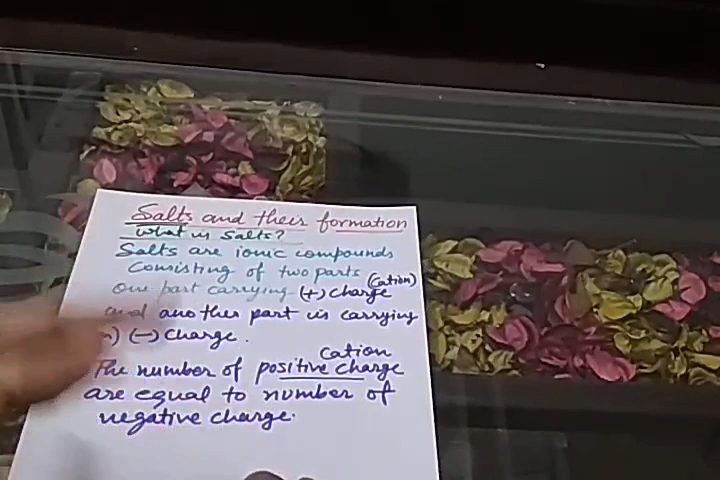 Salts and their formation
What is Salts?
Salts are ionic compounds
Consisting of two parts
one part carrying (+) charge (Cation)
and another part is carrying
(-) charge.
Cation
The number of positive charge
are equal to number of
negative charge.